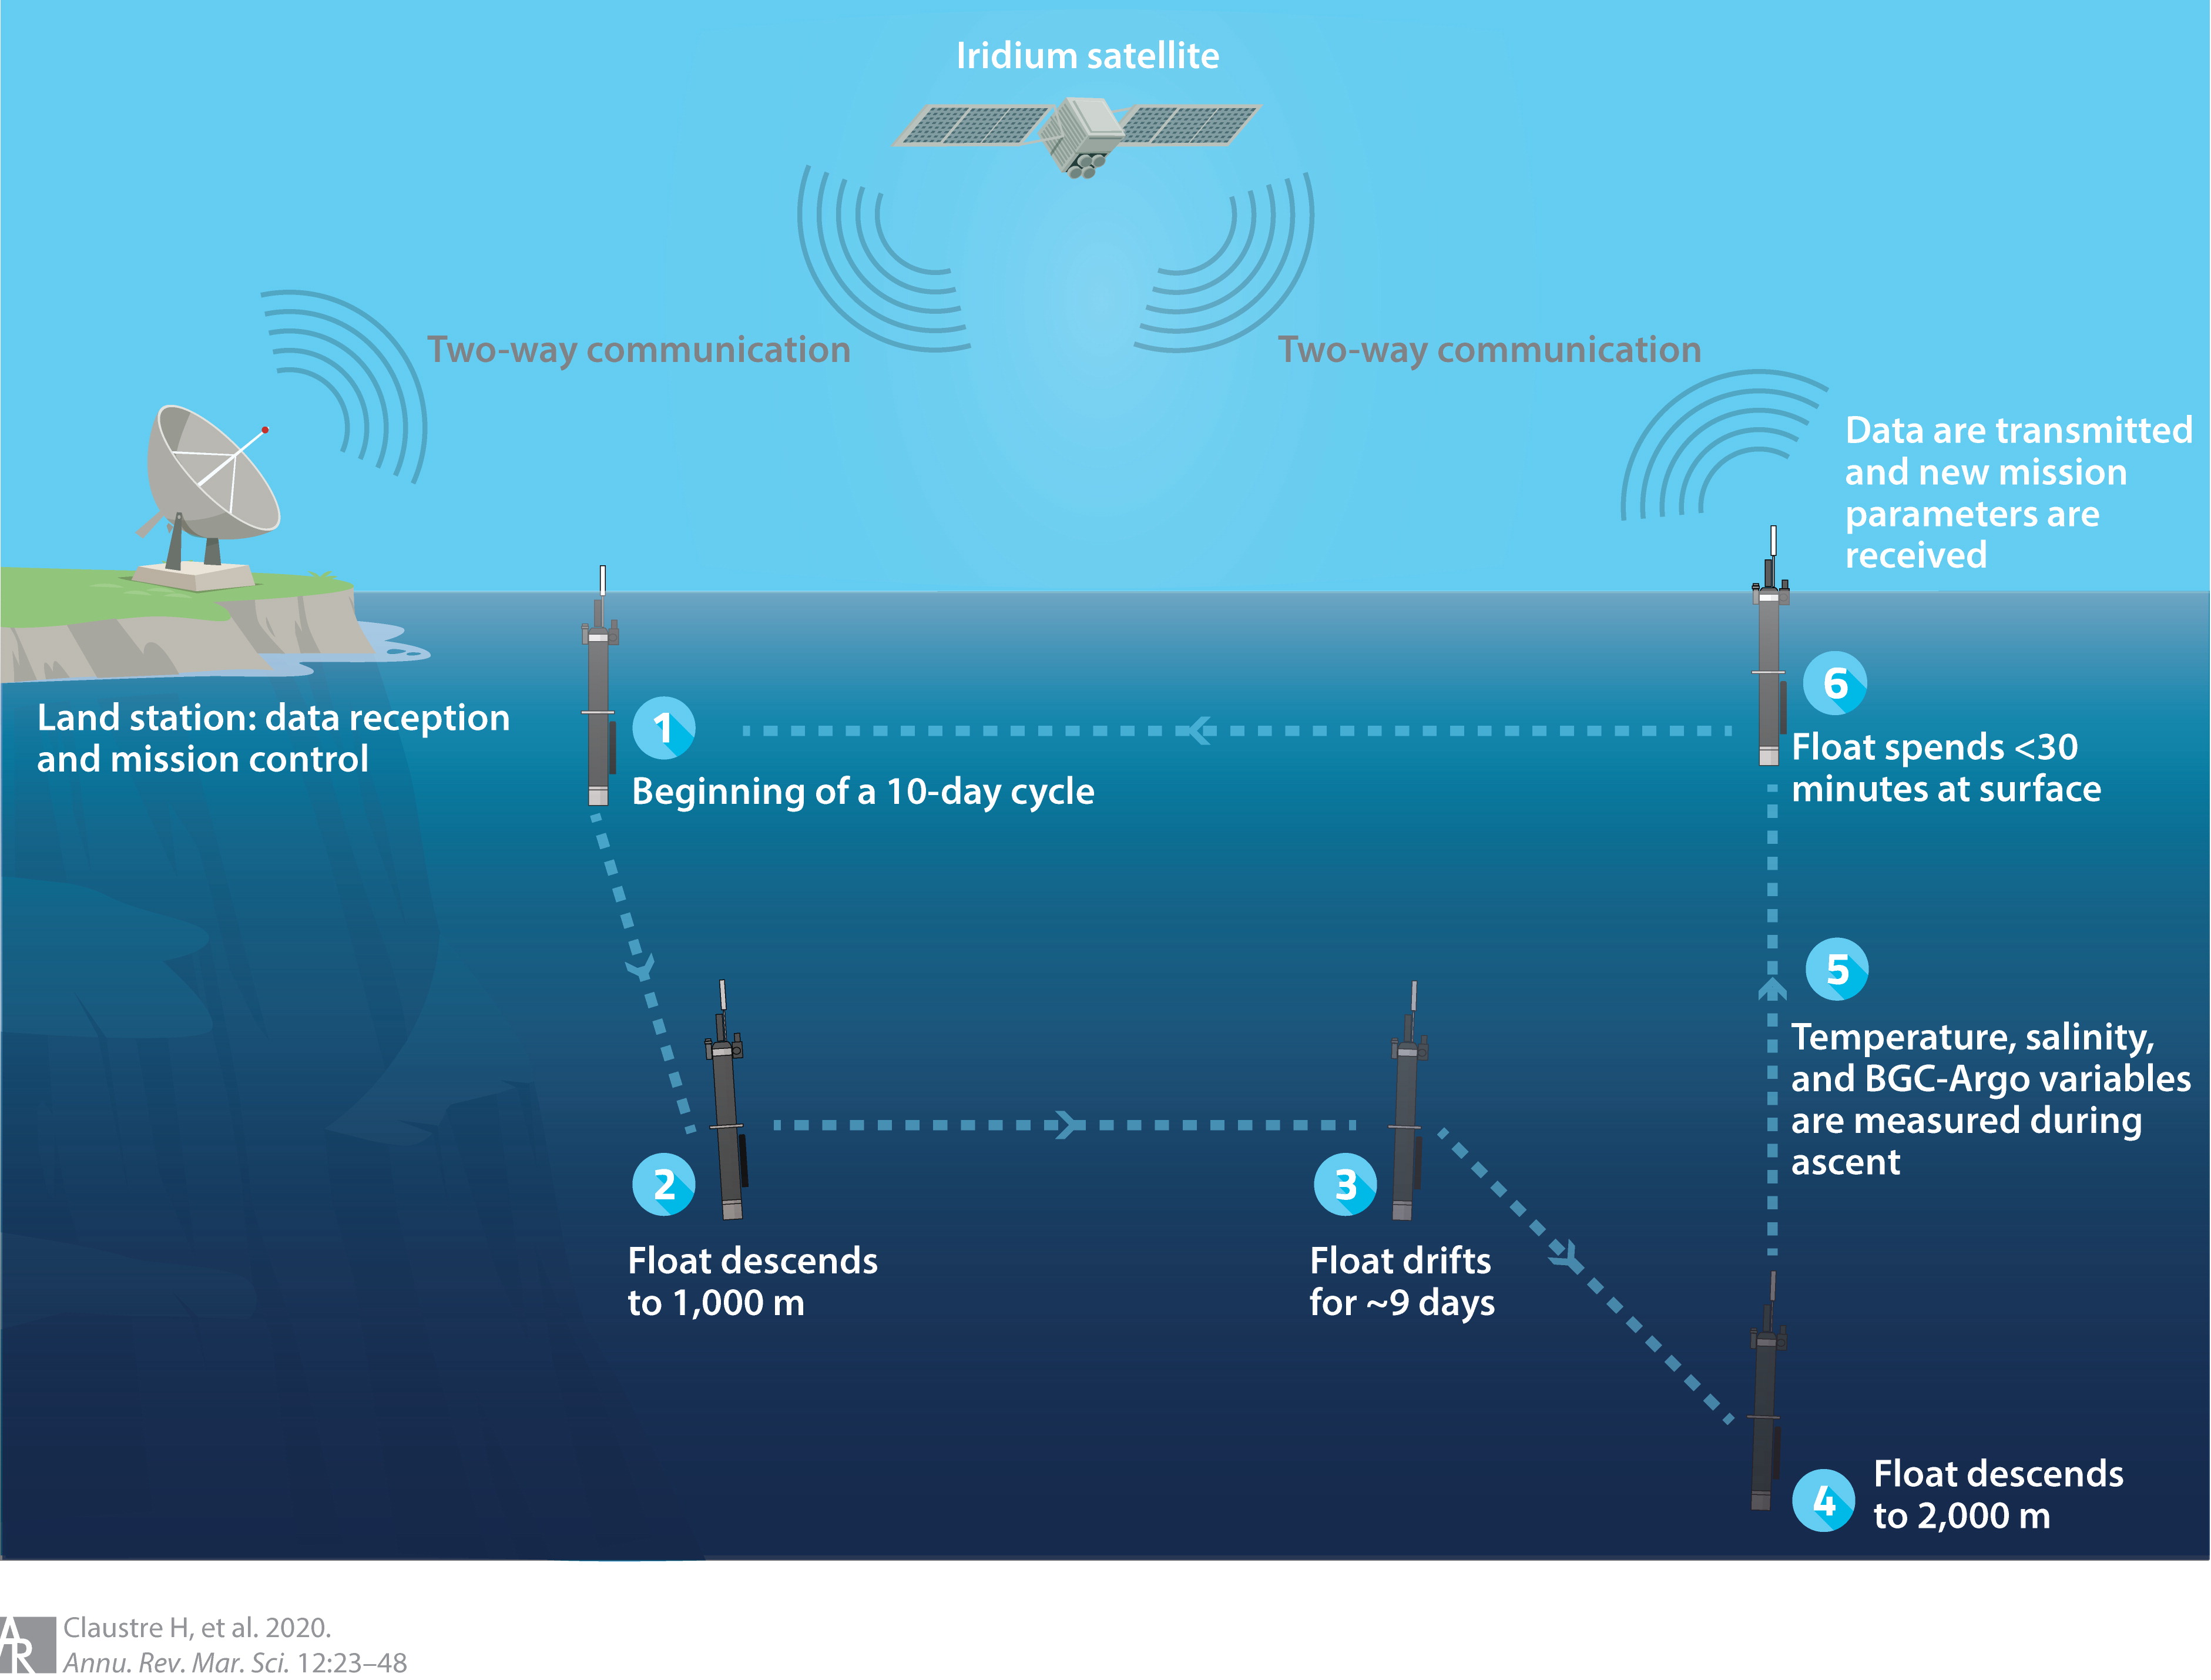 Iridium satellite
Two-way communication
Two-way communication
Data are transmitted
and new mission
parameters are
received
Land station: data reception
and mission control
1
Beginning of a 10-day cycle
6
Float spends <30
minutes at surface
5
Temperature, salinity,
and BGC-Argo variables
are measured during
ascent
2
Float descends
to 1,000 m
3
Float drifts
for ~9 days
4
Float descends
to 2,000 m
AR
Claustre H, et al. 2020.
Annu. Rev. Mar. Sci. 12:23–48